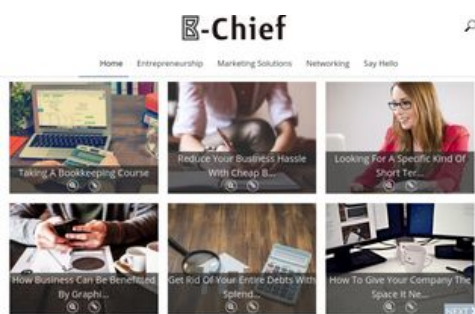 B-Chief
Home Entrepreneurship Marketing Solutions Networking Say Hello
Taking A Bookkeeping Course
Reduce Your Business Hassle
With Cheap B...
Looking For A Specific Kind Of
Short Ter...
How Business Can Be Benefitted
By Graphi...
Get Rid Of Your Entire Debts With
Splend...
How To Give Your Company The
Space It Ne...
NEXT